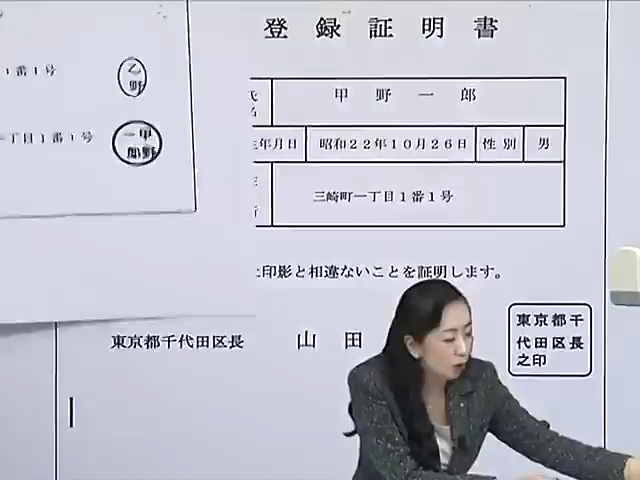 登録証明書
1番1号
乙野
丁目1番1号
甲野一郎
甲野一郎
年月日 昭和22年10月26日 性別 男
三崎町一丁目1番1号
印影と相違ないことを証明します。
東京都千代田区長 山田
東京都千
代田区長
之印